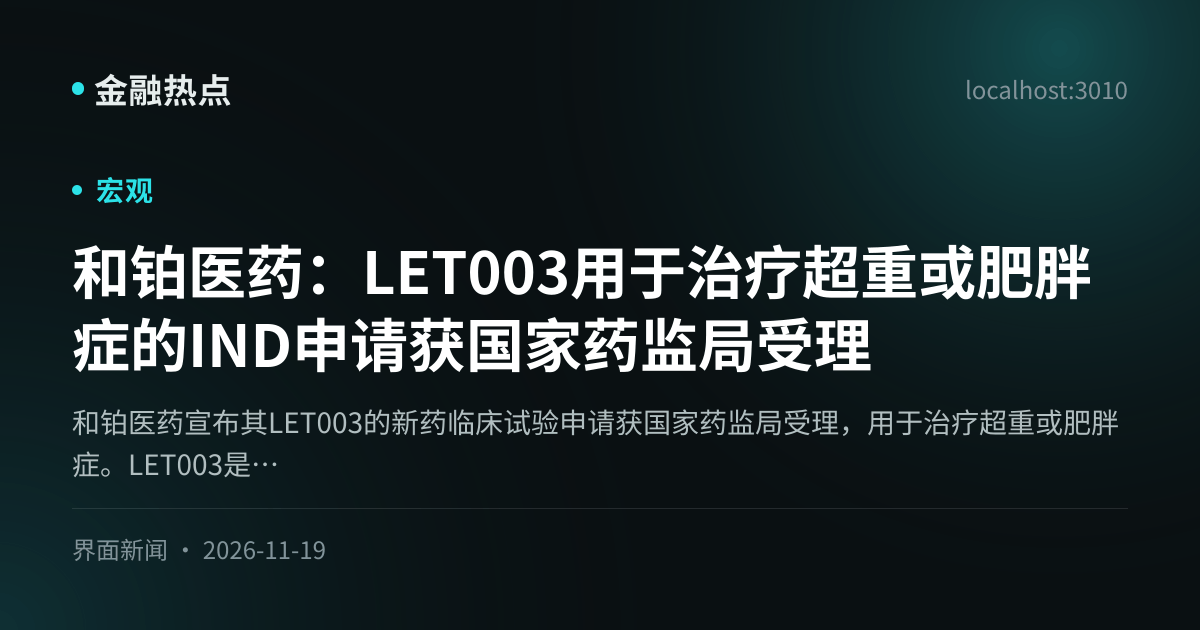 金融热点
localhost:3010
宏观
和铂医药：LET003用于治疗超重或肥胖
症的IND申请获国家药监局受理
和铂医药宣布其LET003的新药临床试验申请获国家药监局受理，用于治疗超重或肥胖
症。LET003是…
界面新闻 • 2026-11-19